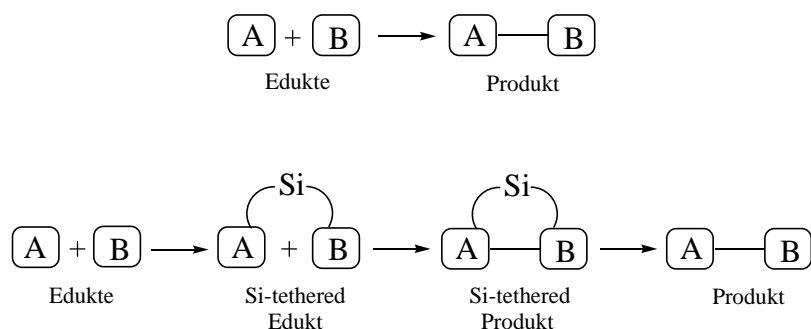 A + B A B
Edukte Produkt
Si Si
A + B A + B A B A B
Edukte Si-tethered Si-tethered Produkt
Edukt Produkt